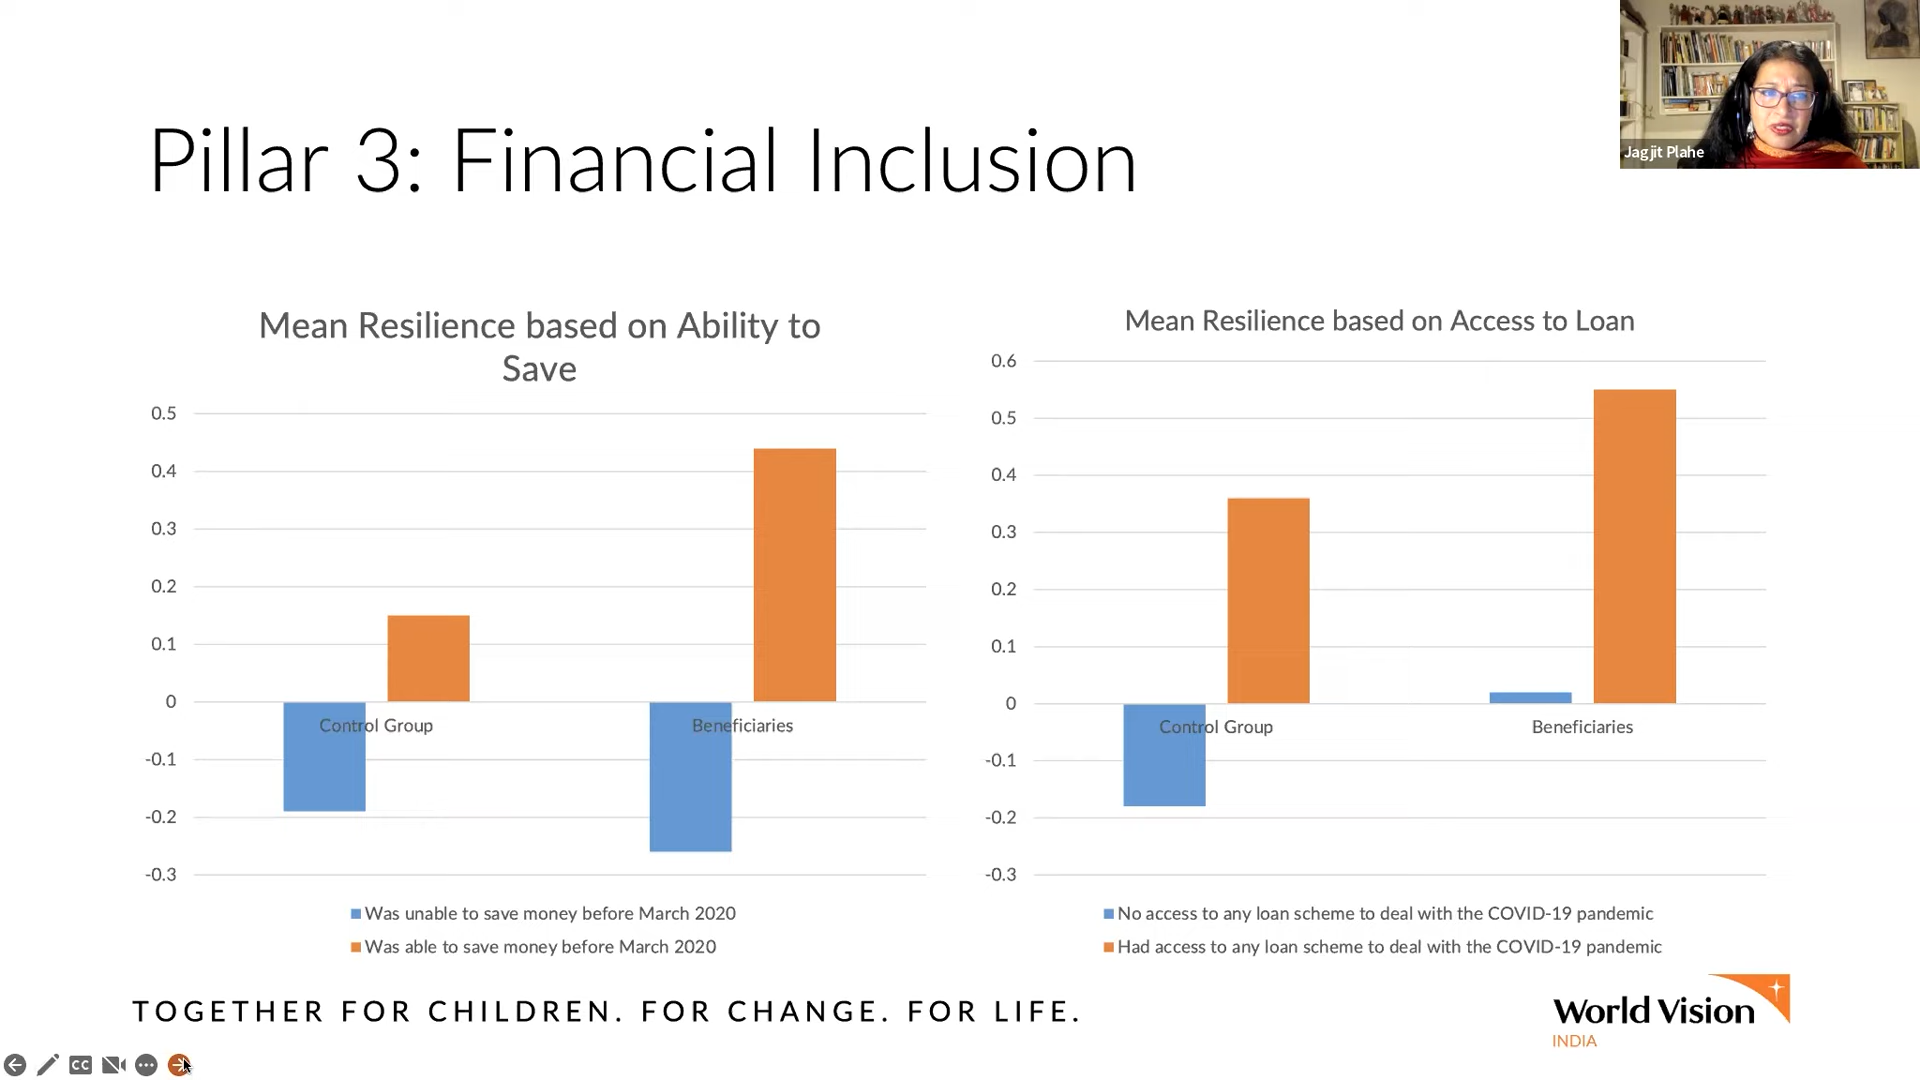 Jagjit Plahe
Pillar 3: Financial Inclusion
Mean Resilience based on Ability to
Save
0.5
0.4
0.3
0.2
0.1
0
-0.1
-0.2
-0.3
Control Group
Beneficiaries
Was unable to save money before March 2020
Was able to save money before March 2020
Mean Resilience based on Access to Loan
0.6
0.5
0.4
0.3
0.2
0.1
0
-0.1
-0.2
-0.3
Control Group
Beneficiaries
No access to any loan scheme to deal with the COVID-19 pandemic
Had access to any loan scheme to deal with the COVID-19 pandemic
TOGETHER FOR CHILDREN. FOR CHANGE. FOR LIFE.
World Vision
INDIA
CC